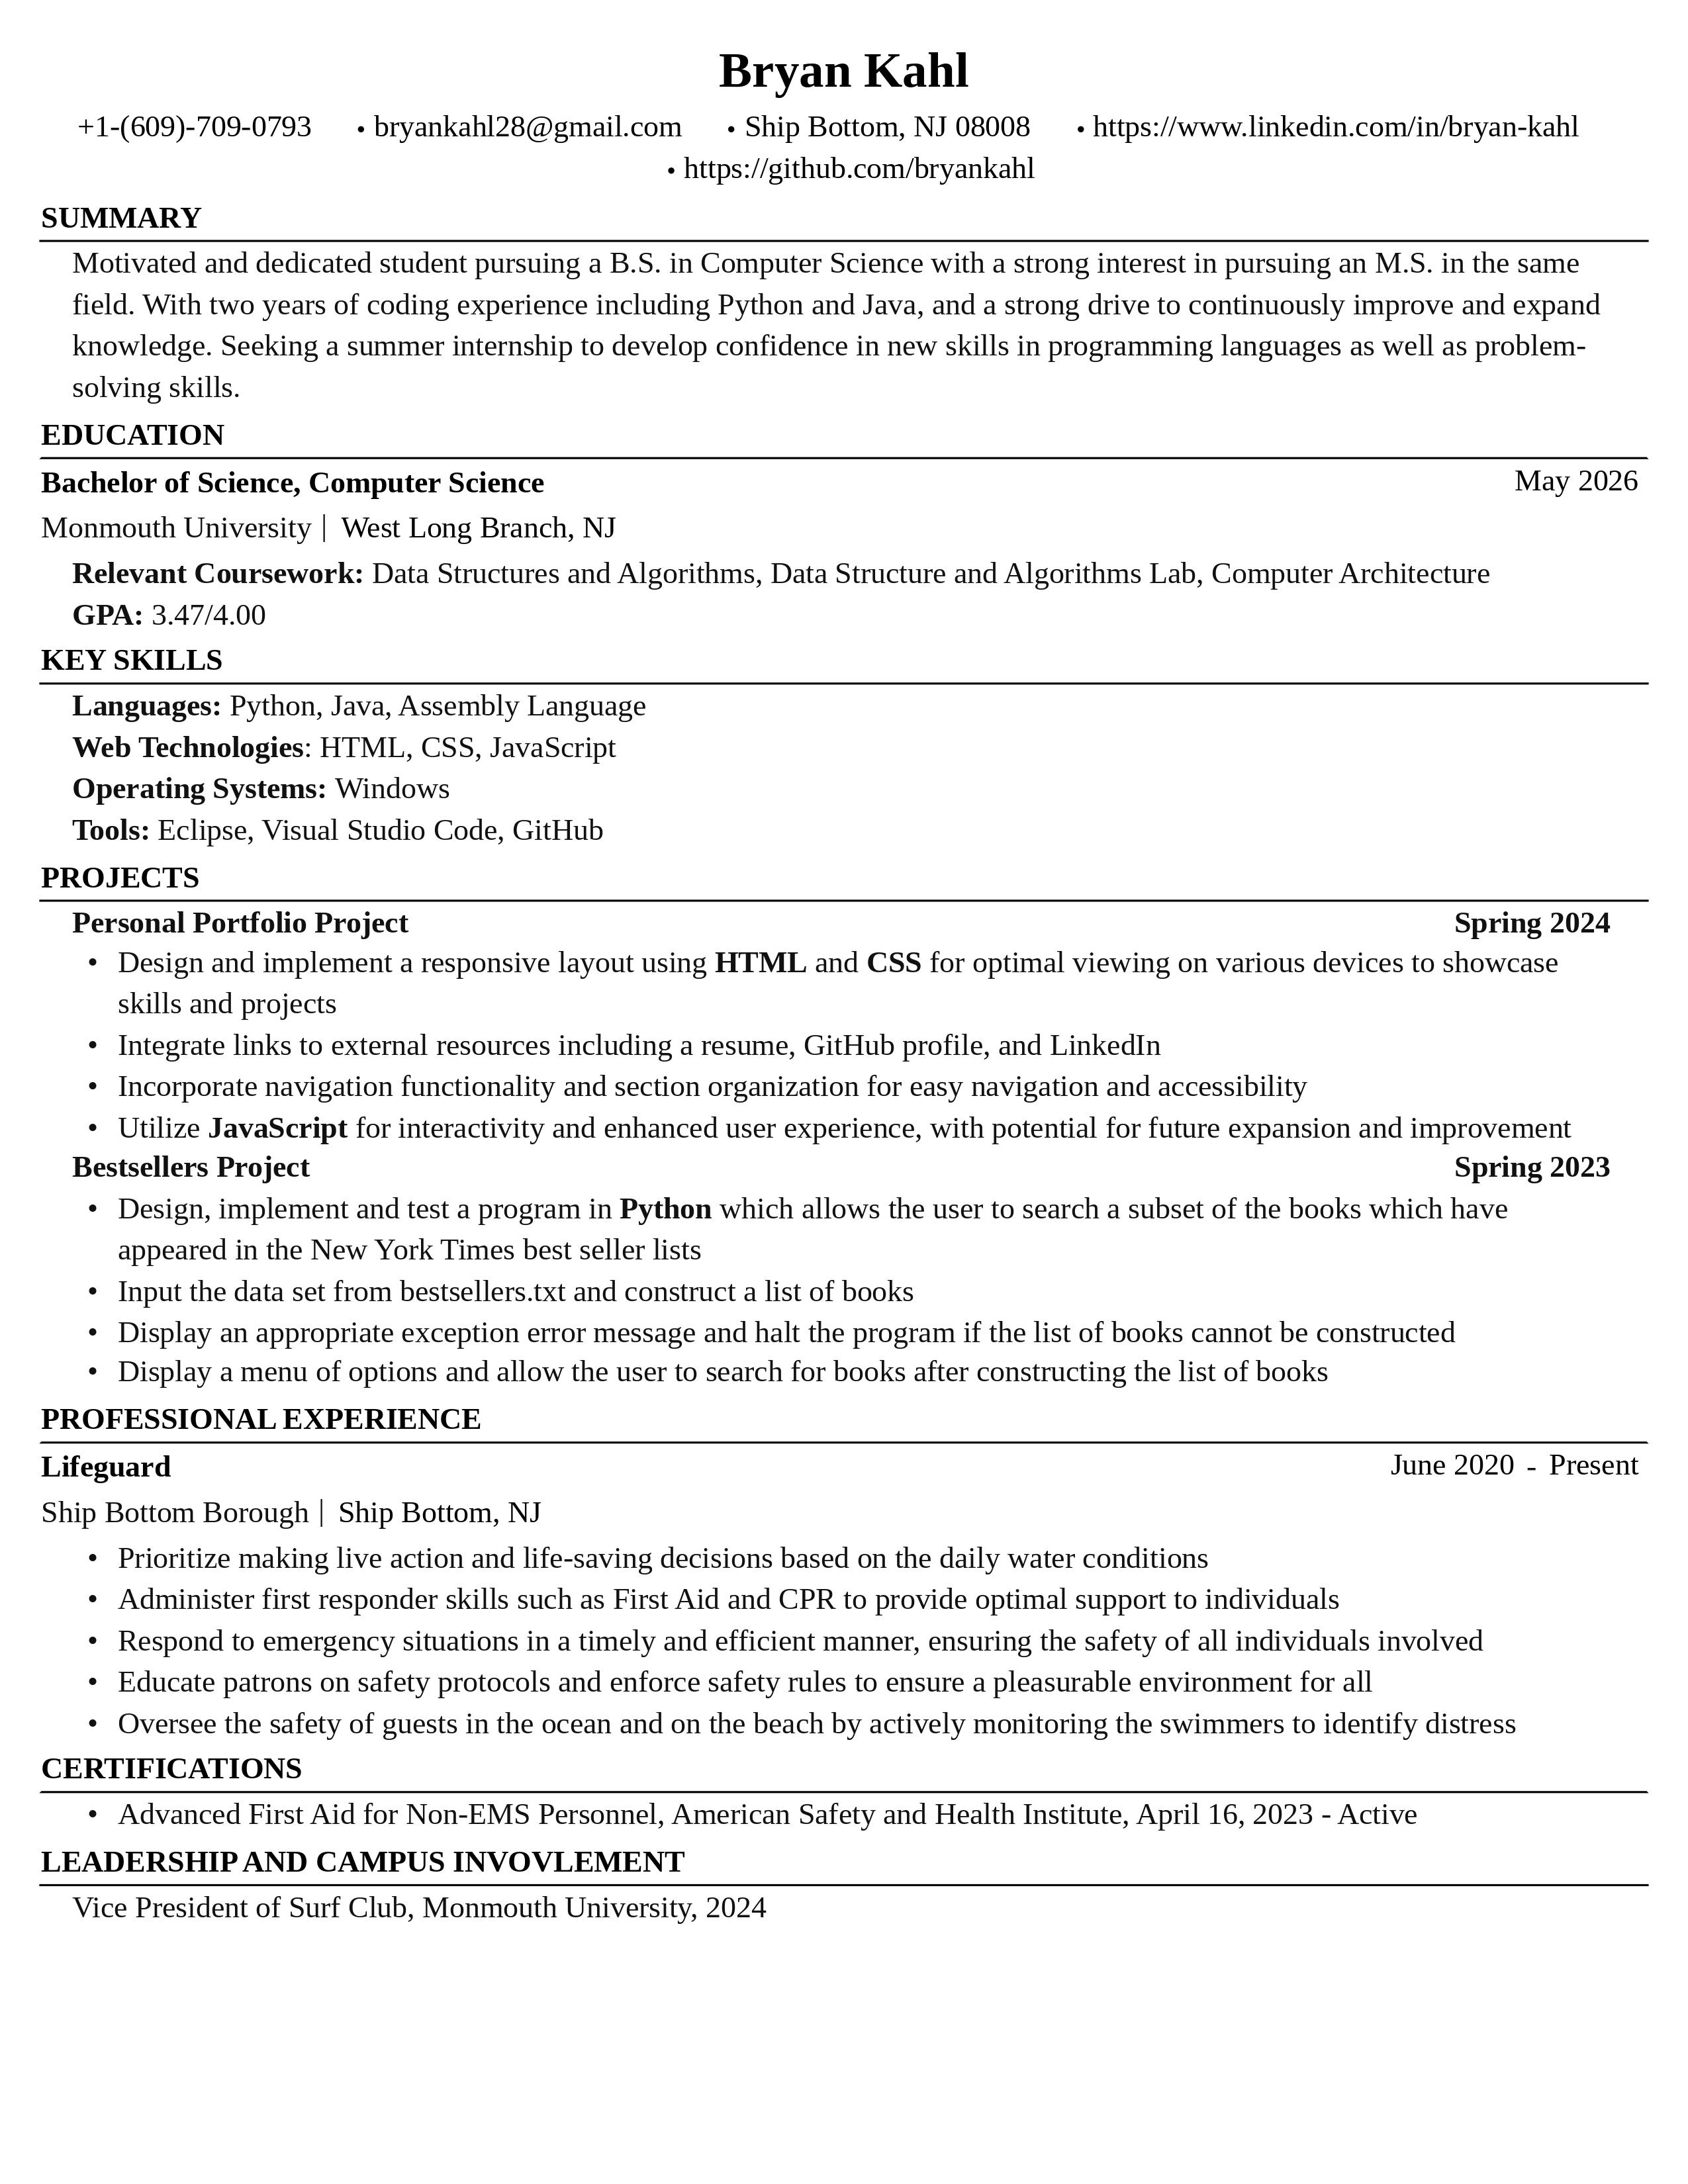 Bryan Kahl
+1-(609)-709-0793 • bryankahl28@gmail.com • Ship Bottom, NJ 08008 • https://www.linkedin.com/in/bryan-kahl
• https://github.com/bryankahl
SUMMARY
Motivated and dedicated student pursuing a B.S. in Computer Science with a strong interest in pursuing an M.S. in the same
field. With two years of coding experience including Python and Java, and a strong drive to continuously improve and expand
knowledge. Seeking a summer internship to develop confidence in new skills in programming languages as well as problem-
solving skills.
EDUCATION
Bachelor of Science, Computer Science May 2026
Monmouth University | West Long Branch, NJ
Relevant Coursework: Data Structures and Algorithms, Data Structure and Algorithms Lab, Computer Architecture
GPA: 3.47/4.00
KEY SKILLS
Languages: Python, Java, Assembly Language
Web Technologies: HTML, CSS, JavaScript
Operating Systems: Windows
Tools: Eclipse, Visual Studio Code, GitHub
PROJECTS
Personal Portfolio Project Spring 2024
• Design and implement a responsive layout using HTML and CSS for optimal viewing on various devices to showcase
skills and projects
• Integrate links to external resources including a resume, GitHub profile, and LinkedIn
• Incorporate navigation functionality and section organization for easy navigation and accessibility
• Utilize JavaScript for interactivity and enhanced user experience, with potential for future expansion and improvement
Bestsellers Project Spring 2023
• Design, implement and test a program in Python which allows the user to search a subset of the books which have
appeared in the New York Times best seller lists
• Input the data set from bestsellers.txt and construct a list of books
• Display an appropriate exception error message and halt the program if the list of books cannot be constructed
• Display a menu of options and allow the user to search for books after constructing the list of books
PROFESSIONAL EXPERIENCE
Lifeguard June 2020 - Present
Ship Bottom Borough | Ship Bottom, NJ
• Prioritize making live action and life-saving decisions based on the daily water conditions
• Administer first responder skills such as First Aid and CPR to provide optimal support to individuals
• Respond to emergency situations in a timely and efficient manner, ensuring the safety of all individuals involved
• Educate patrons on safety protocols and enforce safety rules to ensure a pleasurable environment for all
• Oversee the safety of guests in the ocean and on the beach by actively monitoring the swimmers to identify distress
CERTIFICATIONS
• Advanced First Aid for Non-EMS Personnel, American Safety and Health Institute, April 16, 2023 - Active
LEADERSHIP AND CAMPUS INVOVLEMENT
Vice President of Surf Club, Monmouth University, 2024